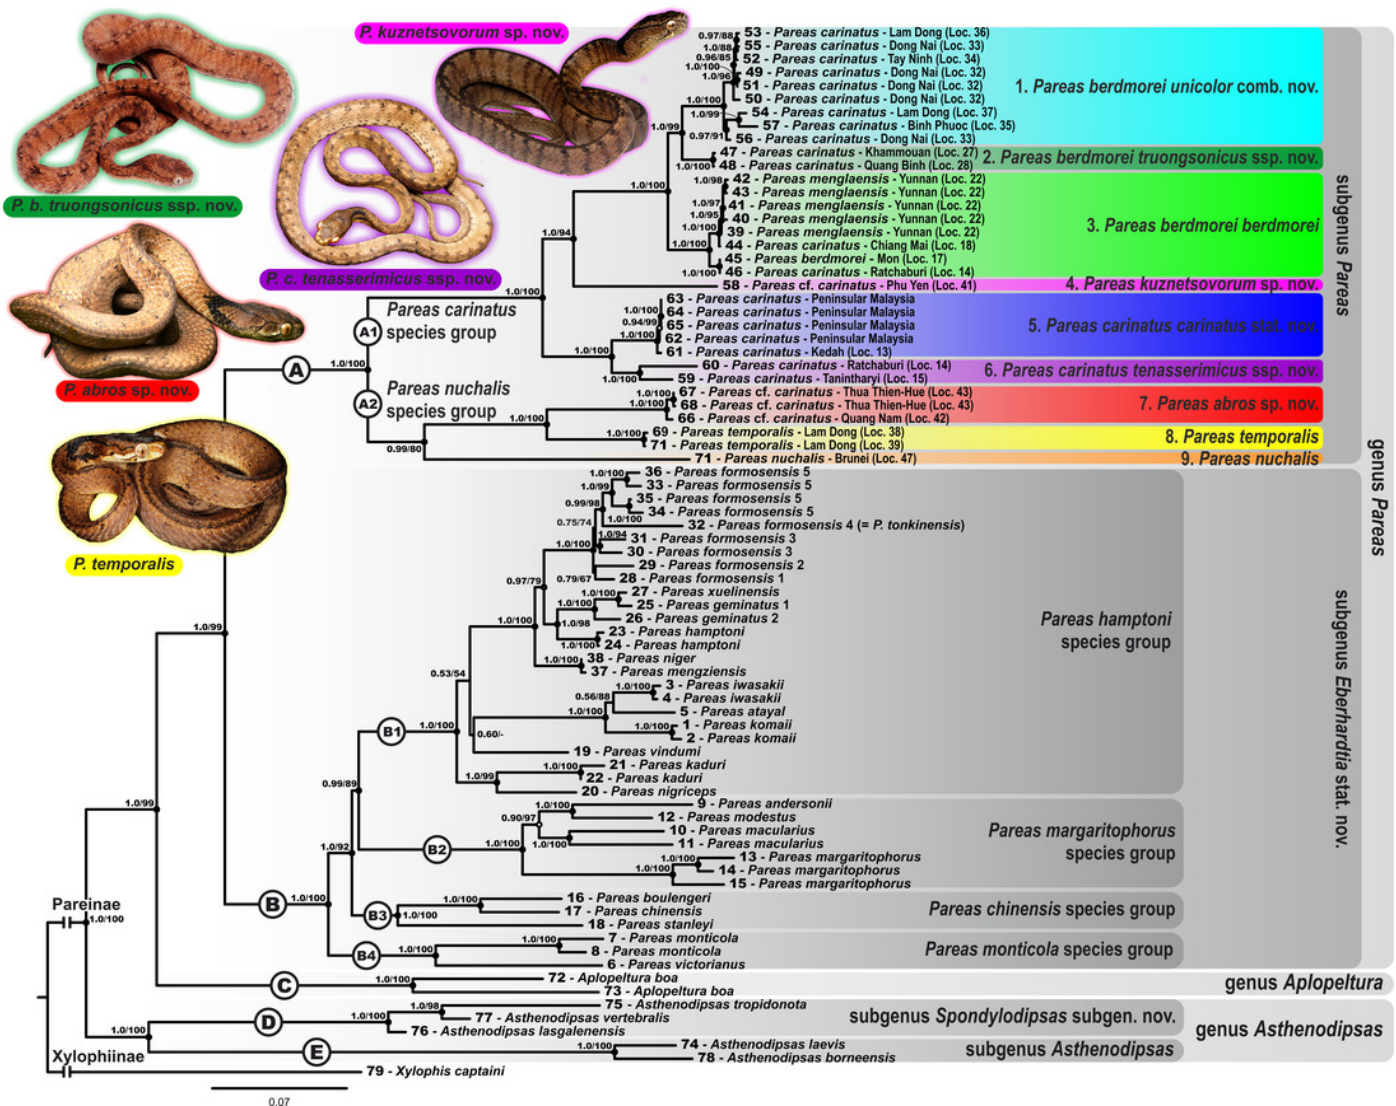 P. kuznetsovorum sp. nov.
P. b. truongsonicus ssp. nov.
P. c. tenasserimicus ssp. nov.
P. abros sp. nov.
P. temporalis
53 - Pareas carinatus - Lam Dong (Loc. 36)
55 - Pareas carinatus - Dong Nai (Loc. 33)
52 - Pareas carinatus - Tay Ninh (Loc. 34)
49 - Pareas carinatus - Dong Nai (Loc. 32)
51 - Pareas carinatus - Dong Nai (Loc. 32)
50 - Pareas carinatus - Dong Nai (Loc. 32)
54 - Pareas carinatus - Lam Dong (Loc. 37)
57 - Pareas carinatus - Binh Phuoc (Loc. 35)
56 - Pareas carinatus - Dong Nai (Loc. 33)
1. Pareas berdmorei unicolor comb. nov.
47 - Pareas carinatus - Khammouan (Loc. 27)
48 - Pareas carinatus - Quang Binh (Loc. 28)
2. Pareas berdmorei truongsonicus ssp. nov.
42 - Pareas menglaensis - Yunnan (Loc. 22)
43 - Pareas menglaensis - Yunnan (Loc. 22)
41 - Pareas menglaensis - Yunnan (Loc. 22)
40 - Pareas menglaensis - Yunnan (Loc. 22)
39 - Pareas menglaensis - Yunnan (Loc. 22)
44 - Pareas carinatus - Chiang Mai (Loc. 18)
45 - Pareas berdmorei - Mon (Loc. 17)
46 - Pareas carinatus - Ratchaburi (Loc. 14)
3. Pareas berdmorei berdmorei
58 - Pareas cf. carinatus - Phu Yen (Loc. 41)
4. Pareas kuznetsovorum sp. nov.
63 - Pareas carinatus - Peninsular Malaysia
64 - Pareas carinatus - Peninsular Malaysia
65 - Pareas carinatus - Peninsular Malaysia
62 - Pareas carinatus - Peninsular Malaysia
61 - Pareas carinatus - Kedah (Loc. 13)
5. Pareas carinatus carinatus stat. nov.
60 - Pareas carinatus - Ratchaburi (Loc. 14)
59 - Pareas carinatus - Tanintharyi (Loc. 15)
6. Pareas carinatus tenasserimicus ssp. nov.
67 - Pareas cf. carinatus - Thua Thien-Hue (Loc. 43)
68 - Pareas cf. carinatus - Thua Thien-Hue (Loc. 43)
66 - Pareas cf. carinatus - Quang Nam (Loc. 42)
7. Pareas abros sp. nov.
69 - Pareas temporalis - Lam Dong (Loc. 38)
71 - Pareas temporalis - Lam Dong (Loc. 39)
8. Pareas temporalis
71 - Pareas nuchalis - Brunei (Loc. 47)
9. Pareas nuchalis
subgenus Pareas
genus Pareas
Pareas carinatus
species group
A1
A
A2
Pareas nuchalis
species group
36 - Pareas formosensis 5
33 - Pareas formosensis 5
35 - Pareas formosensis 5
34 - Pareas formosensis 5
32 - Pareas formosensis 4 (= P. tonkinensis)
31 - Pareas formosensis 3
30 - Pareas formosensis 3
29 - Pareas formosensis 2
28 - Pareas formosensis 1
27 - Pareas xuelinensis
25 - Pareas geminatus 1
26 - Pareas geminatus 2
23 - Pareas hamptoni
24 - Pareas hamptoni
38 - Pareas niger
37 - Pareas mengziensis
3 - Pareas iwasakii
4 - Pareas iwasakii
5 - Pareas atayal
1 - Pareas komaii
2 - Pareas komaii
19 - Pareas vindumi
21 - Pareas kaduri
22 - Pareas kaduri
20 - Pareas nigriceps
Pareas hamptoni
species group
subgenus Eberhardtia stat. nov.
9 - Pareas andersonii
12 - Pareas modestus
10 - Pareas macularius
11 - Pareas macularius
13 - Pareas margaritophorus
14 - Pareas margaritophorus
15 - Pareas margaritophorus
Pareas margaritophorus
species group
16 - Pareas boulengeri
17 - Pareas chinensis
18 - Pareas stanleyi
Pareas chinensis species group
7 - Pareas monticola
8 - Pareas monticola
6 - Pareas victorianus
Pareas monticola species group
B1
B2
B
B3
B4
72 - Aplopeltura boa
73 - Aplopeltura boa
C
genus Aplopeltura
75 - Asthenodipsas tropidonota
77 - Asthenodipsas vertebralis
76 - Asthenodipsas lasgalenensis
D
subgenus Spondylodipsas subgen. nov.
genus Asthenodipsas
74 - Asthenodipsas laevis
78 - Asthenodipsas borneensis
E
subgenus Asthenodipsas
Pareinae
Xylophiinae
79 - Xylophis captaini
0.07
0.97/88
1.0/88
0.96/85
1.0/100
1.0/96
1.0/100
1.0/99
0.97/91
1.0/99
1.0/100
1.0/100
1.0/98
1.0/97
1.0/95
1.0/100
1.0/100
1.0/100
1.0/94
1.0/100
1.0/100
0.94/99
1.0/100
1.0/100
1.0/100
1.0/100
1.0/100
1.0/100
1.0/100
1.0/100
0.99/80
1.0/100
1.0/99
0.99/98
1.0/100
0.75/74
1.0/94
1.0/100
0.79/67
0.97/79
1.0/100
1.0/100
1.0/98
1.0/100
1.0/100
1.0/100
0.53/54
1.0/100
0.56/88
1.0/100
1.0/100
0.60/-
1.0/100
1.0/100
1.0/99
0.99/89
1.0/100
0.90/97
1.0/100
1.0/100
1.0/100
1.0/100
1.0/92
1.0/100
1.0/100
1.0/100
1.0/100
1.0/100
1.0/99
1.0/99
1.0/100
1.0/100
1.0/98
1.0/100
1.0/100
1.0/100